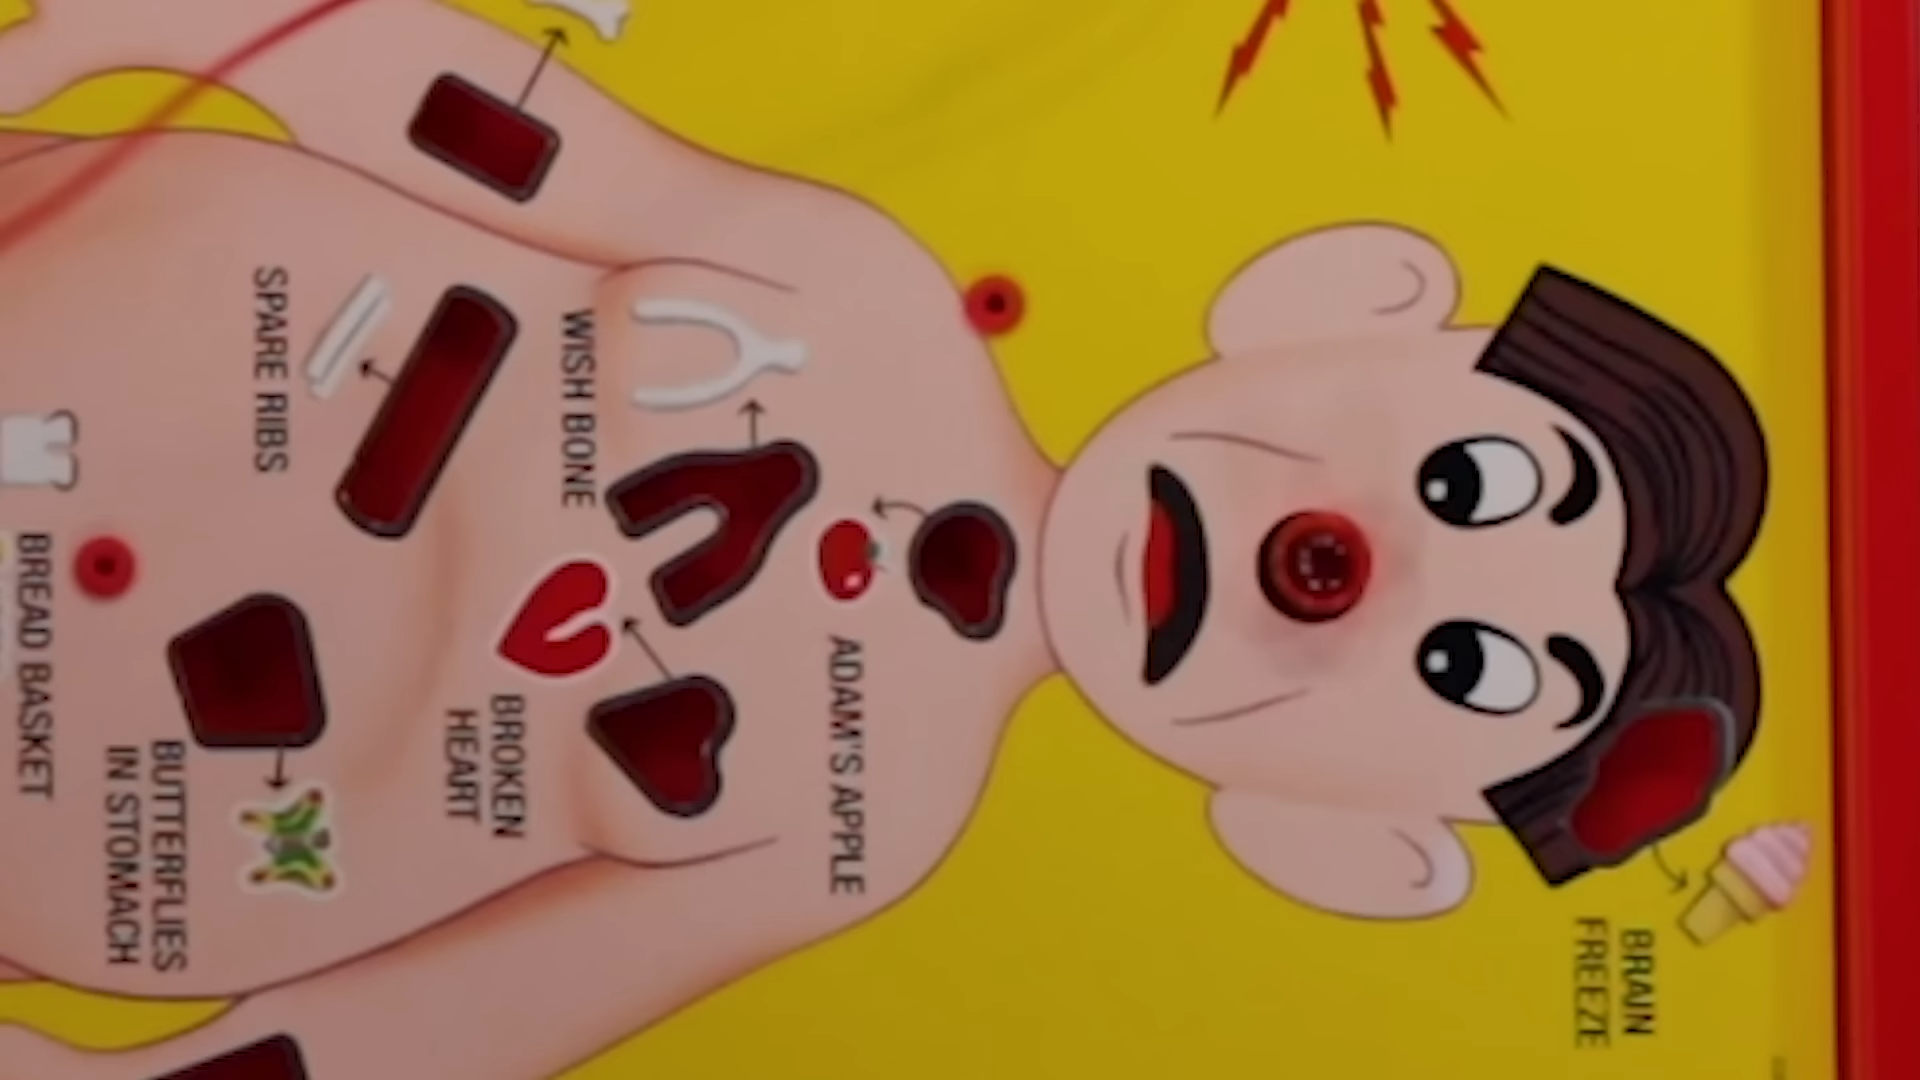 BRAIN
FREEZE
ADAM'S APPLE
WISH BONE
BROKEN
HEART
SPARE RIBS
BUTTERFLIES
IN STOMACH
BREAD BASKET